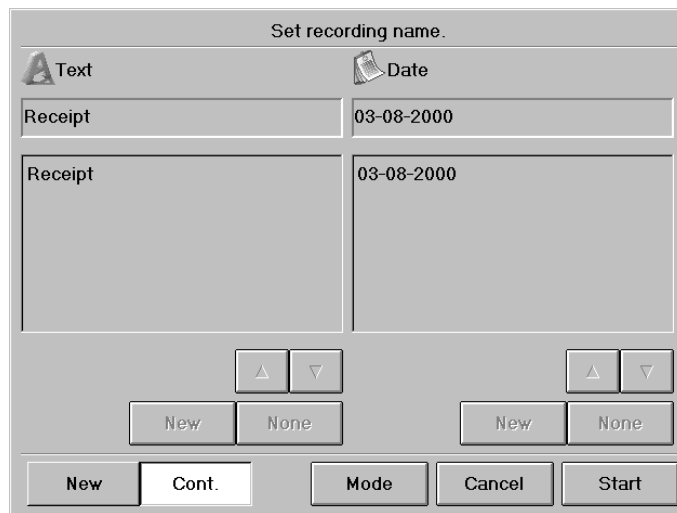 Set recording name.
Text
Date
Receipt
03-08-2000
Receipt
03-08-2000
New
None
New
None
New
Cont.
Mode
Cancel
Start